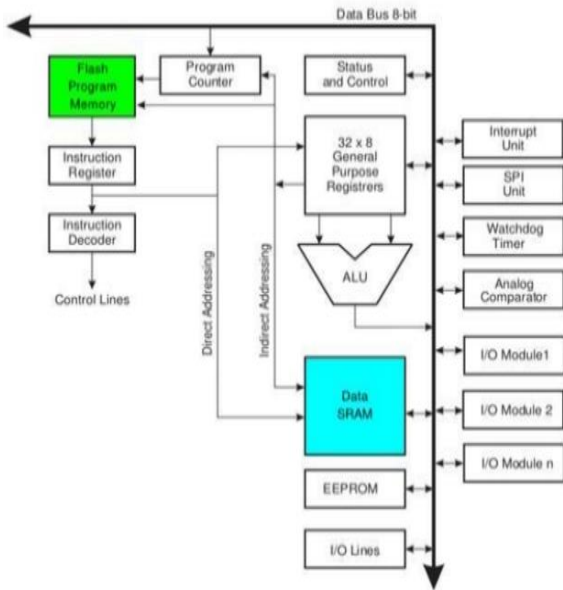 Data Bus 8-bit
Flash
Program
Memory
Program
Counter
Status
and Control
Instruction
Register
32 x 8
General
Purpose
Registrers
Interrupt
Unit
SPI
Unit
Instruction
Decoder
Watchdog
Timer
Control Lines
Direct Addressing
Indirect Addressing
ALU
Analog
Comparator
I/O Module1
Data
SRAM
I/O Module 2
I/O Module n
EEPROM
I/O Lines